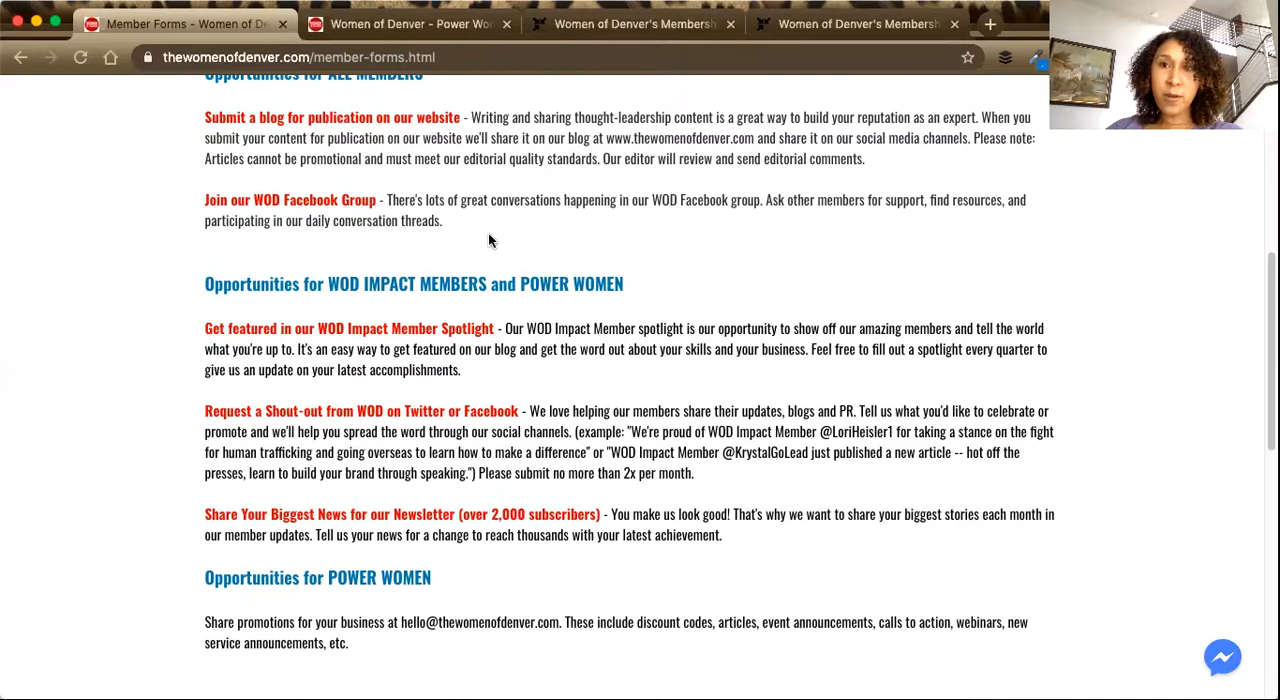 Member Forms - Women of De
Women of Denver - Power Wor
Women of Denver's Membersh
Women of Denver's Membersh
thewomenofdenver.com/member-forms.html
Opportunities for ALL MEMBERS
Submit a blog for publication on our website - Writing and sharing thought-leadership content is a great way to build your reputation as an expert. When you
submit your content for publication on our website we'll share it on our blog at www.thewomenofdenver.com and share it on our social media channels. Please note:
Articles cannot be promotional and must meet our editorial quality standards. Our editor will review and send editorial comments.
Join our WOD Facebook Group - There's lots of great conversations happening in our WOD Facebook group. Ask other members for support, find resources, and
participating in our daily conversation threads.
Opportunities for WOD IMPACT MEMBERS and POWER WOMEN
Get featured in our WOD Impact Member Spotlight - Our WOD Impact Member spotlight is our opportunity to show off our amazing members and tell the world
what you're up to. It's an easy way to get featured on our blog and get the word out about your skills and your business. Feel free to fill out a spotlight every quarter to
give us an update on your latest accomplishments.
Request a Shout-out from WOD on Twitter or Facebook - We love helping our members share their updates, blogs and PR. Tell us what you'd like to celebrate or
promote and we'll help you spread the word through our social channels. (example: "We're proud of WOD Impact Member @LoriHeisler1 for taking a stance on the fight
for human trafficking and going overseas to learn how to make a difference" or "WOD Impact Member @KrystalGoLead just published a new article -- hot off the
presses, learn to build your brand through speaking.") Please submit no more than 2x per month.
Share Your Biggest News for our Newsletter (over 2,000 subscribers) - You make us look good! That's why we want to share your biggest stories each month in
our member updates. Tell us your news for a change to reach thousands with your latest achievement.
Opportunities for POWER WOMEN
Share promotions for your business at hello@thewomenofdenver.com. These include discount codes, articles, event announcements, calls to action, webinars, new
service announcements, etc.